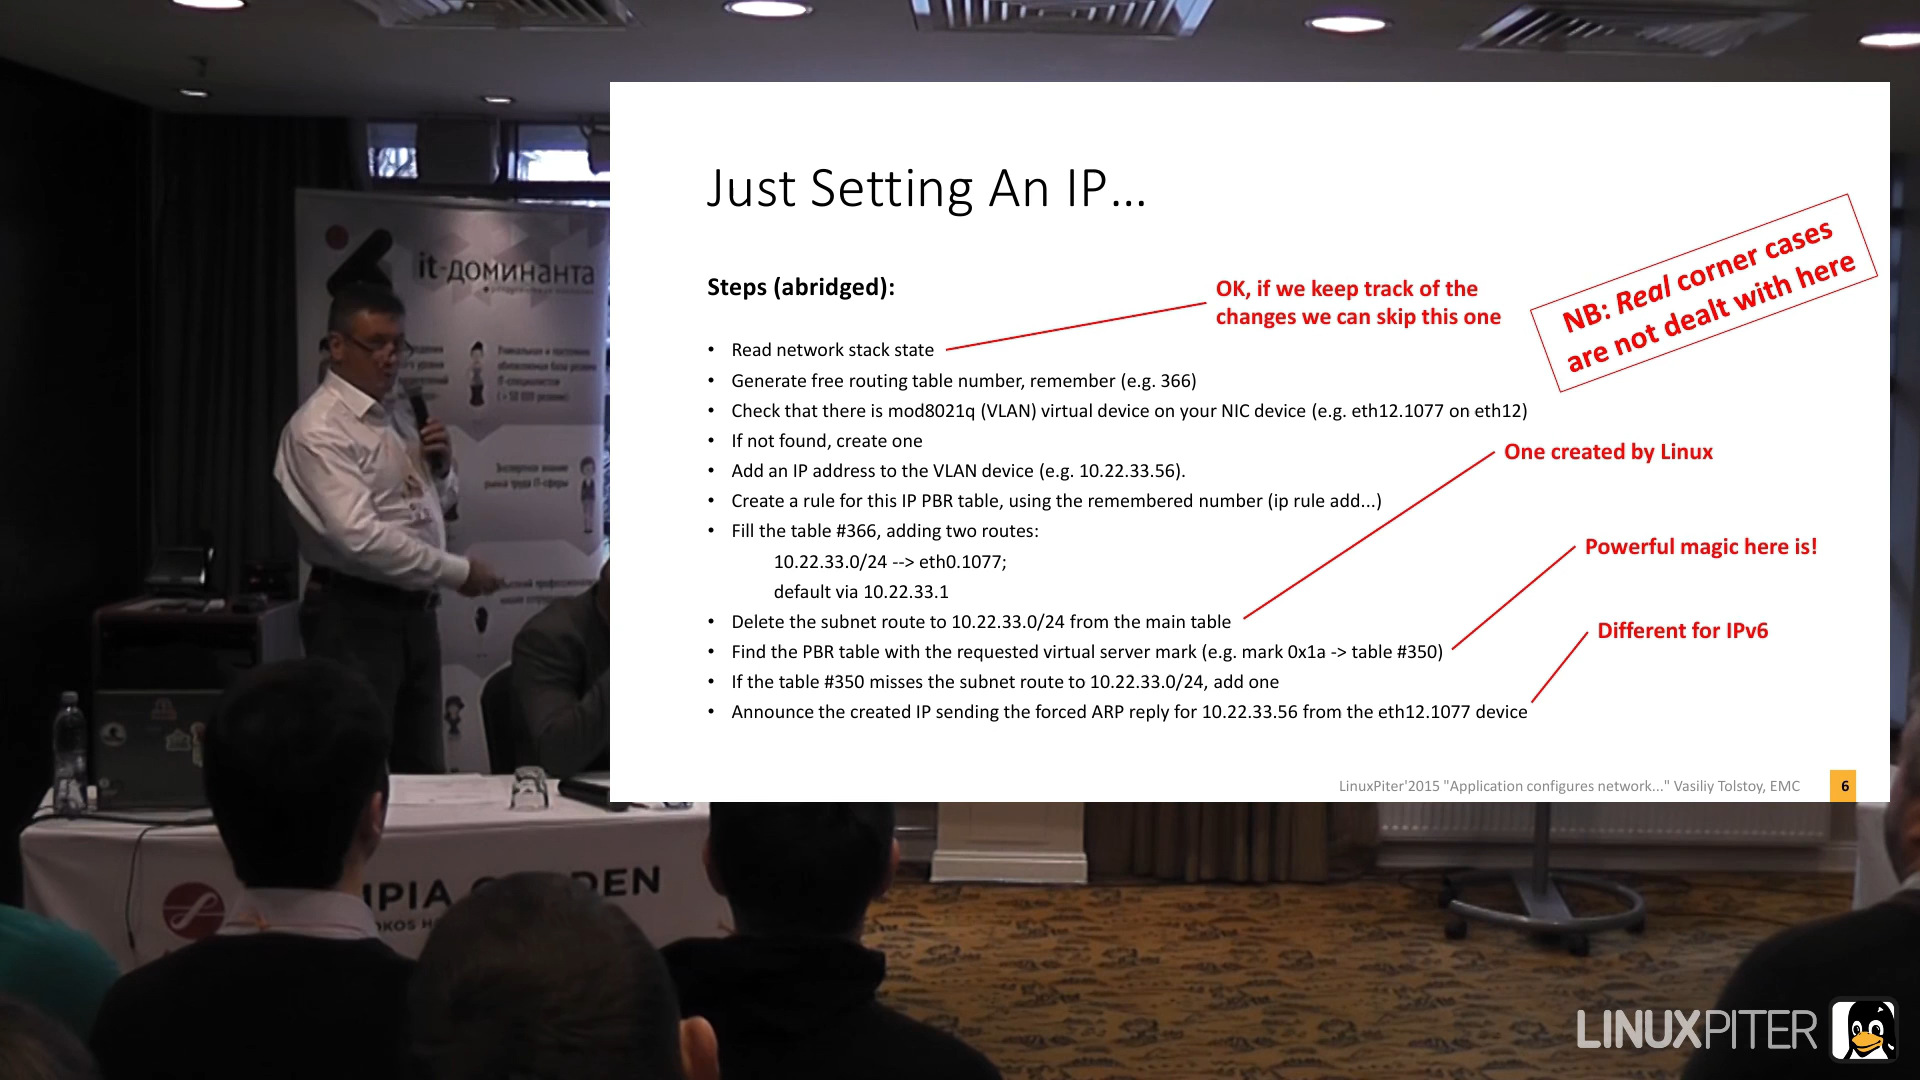 Just Setting An IP...
Steps (abridged):
OK, if we keep track of the
changes we can skip this one
NB: Real corner cases
are not dealt with here
• Read network stack state
• Generate free routing table number, remember (e.g. 366)
• Check that there is mod8021q (VLAN) virtual device on your NIC device (e.g. eth12.1077 on eth12)
• If not found, create one
• Add an IP address to the VLAN device (e.g. 10.22.33.56).
• Create a rule for this IP PBR table, using the remembered number (ip rule add...)
• Fill the table #366, adding two routes:
10.22.33.0/24 --> eth0.1077;
default via 10.22.33.1
• Delete the subnet route to 10.22.33.0/24 from the main table
• Find the PBR table with the requested virtual server mark (e.g. mark 0x1a -> table #350)
• If the table #350 misses the subnet route to 10.22.33.0/24, add one
• Announce the created IP sending the forced ARP reply for 10.22.33.56 from the eth12.1077 device
One created by Linux
Powerful magic here is!
Different for IPv6
LinuxPiter'2015 "Application configures network..." Vasiliy Tolstoy, EMC
6
it-доминанта
LINUXPITER